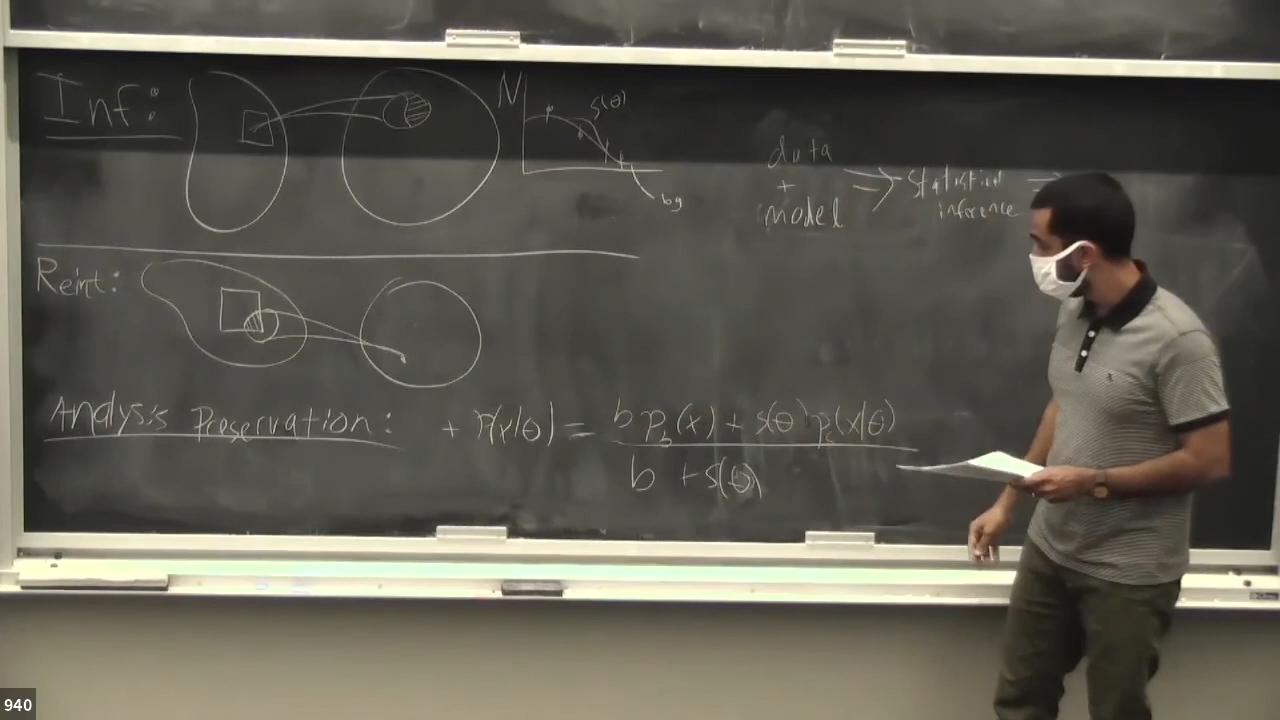 Inf:
N
s(θ)
bg
data
+
model
Statistical
inference
Reint:
Analysis Preservation: + p(x|θ) = b p_b(x) + s(θ) p_s(x|θ)
b + s(θ)
940